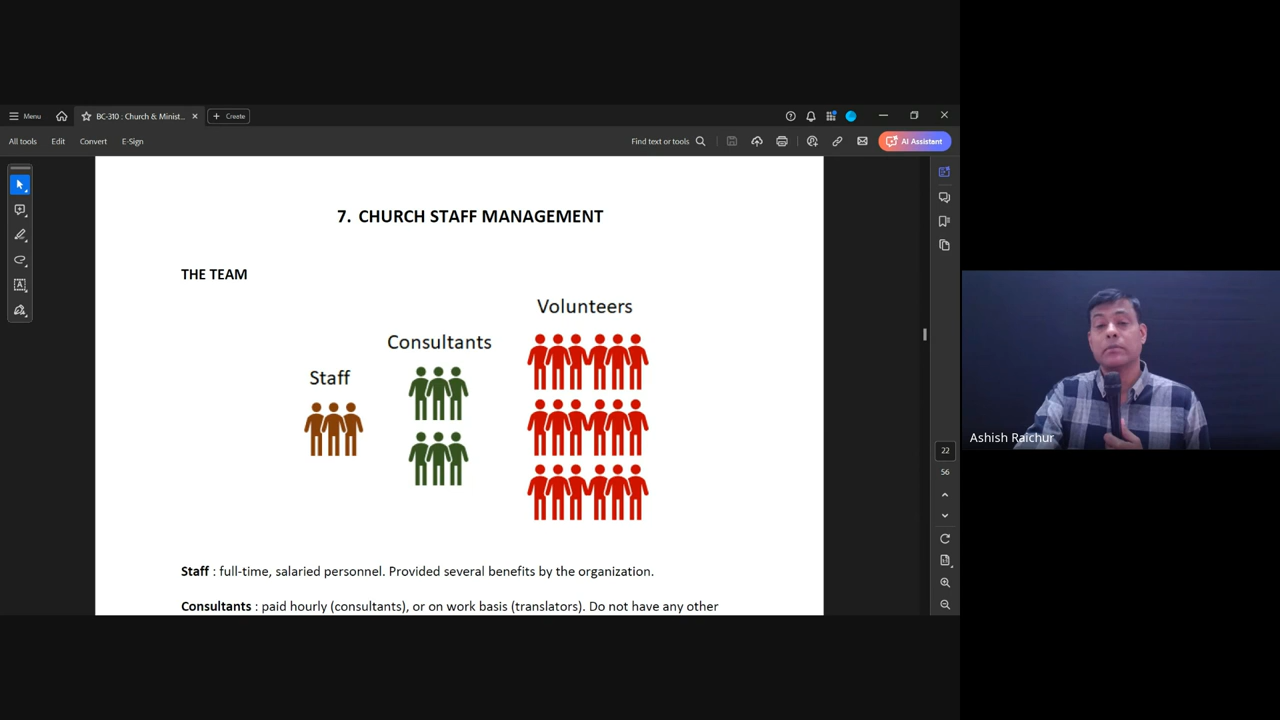 Menu
BC-310 : Church & Minist...
Create
All tools
Edit
Convert
E-Sign
Find text or tools
AI Assistant
7. CHURCH STAFF MANAGEMENT
THE TEAM
Volunteers
Consultants
Staff
Staff : full-time, salaried personnel. Provided several benefits by the organization.
Consultants : paid hourly (consultants), or on work basis (translators). Do not have any other
22
56
Ashish Raichur